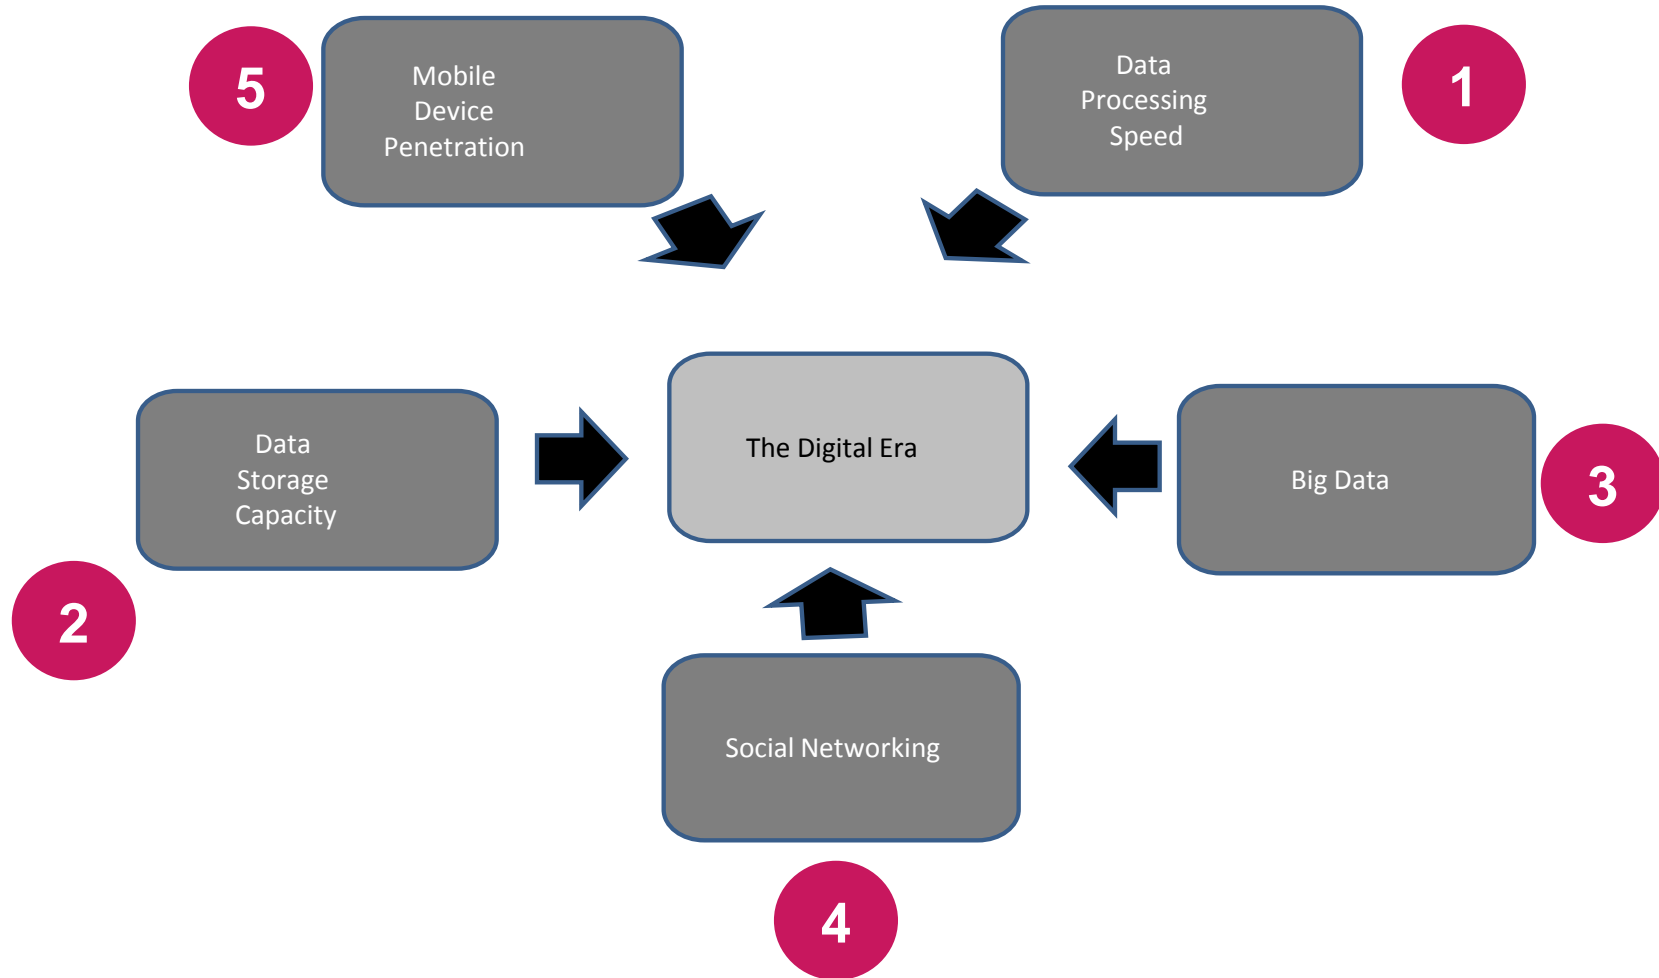 5
Mobile
Device
Penetration
Data
Processing
Speed
1
Data
Storage
Capacity
2
The Digital Era
Big Data
3
Social Networking
4